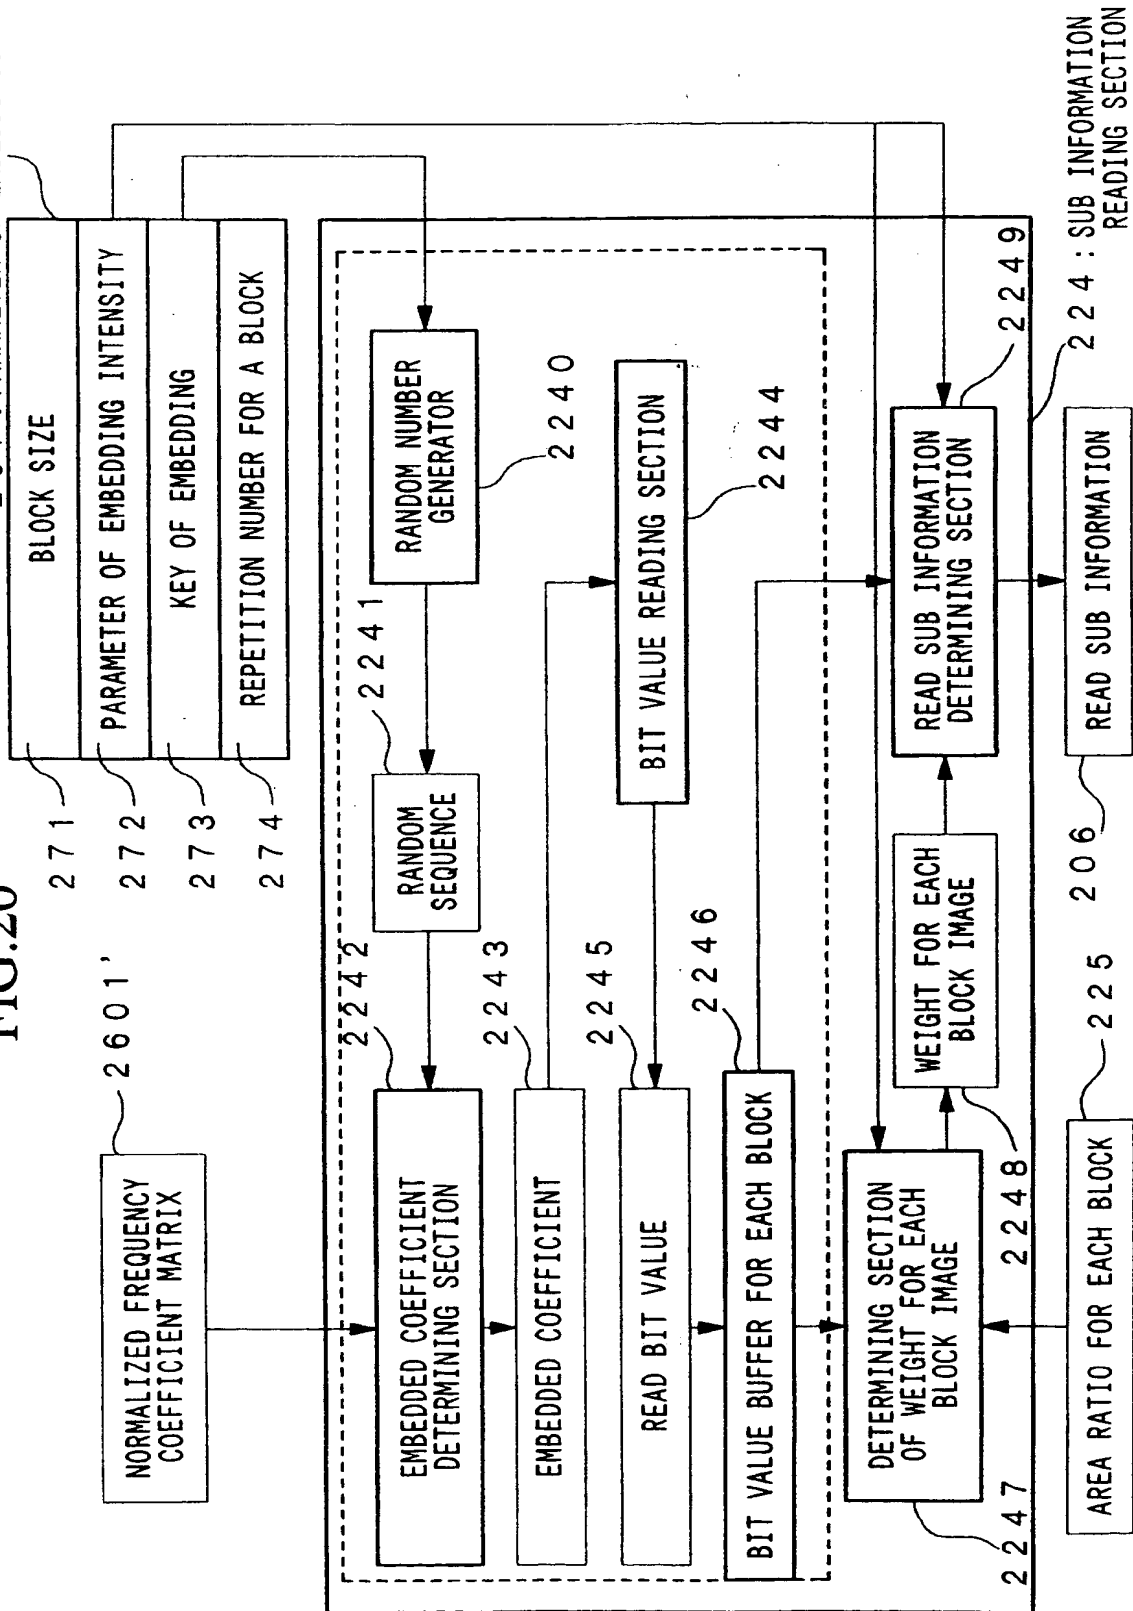 FIG.26
2601'
NORMALIZED FREQUENCY
COEFFICIENT MATRIX
271
BLOCK SIZE
272
PARAMETER OF EMBEDDING INTENSITY
273
KEY OF EMBEDDING
274
REPETITION NUMBER FOR A BLOCK
2242
EMBEDDED COEFFICIENT
DETERMINING SECTION
2241
RANDOM
SEQUENCE
RANDOM NUMBER
GENERATOR
2240
2243
EMBEDDED COEFFICIENT
BIT VALUE READING SECTION
2244
2245
READ BIT VALUE
2246
BIT VALUE BUFFER FOR EACH BLOCK
DETERMINING SECTION
OF WEIGHT FOR EACH
BLOCK IMAGE
2247
WEIGHT FOR EACH
BLOCK IMAGE
2248
READ SUB INFORMATION
DETERMINING SECTION
2249
224 : SUB INFORMATION
READING SECTION
AREA RATIO FOR EACH BLOCK
225
206
READ SUB INFORMATION